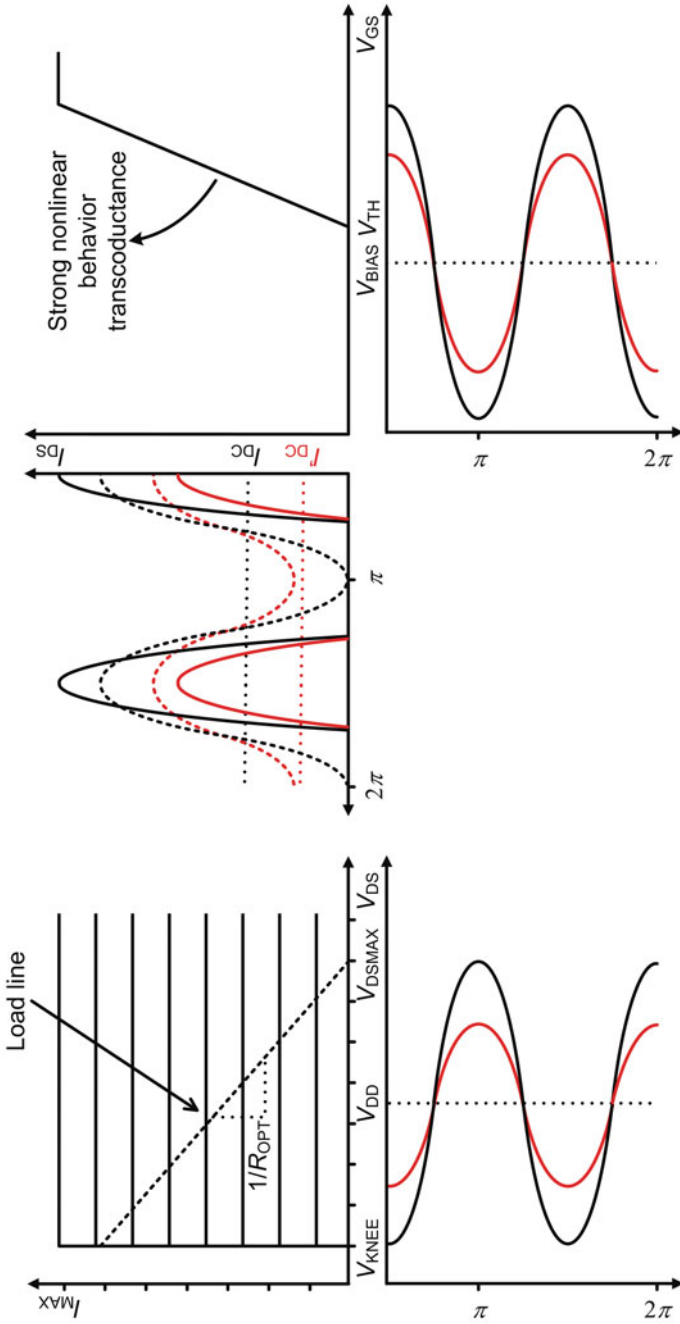 Load line
I_MAX
1/R_OPT
V_KNEE
V_DD
V_DSMAX
V_DS
π
2π
I_DS
I_DC
I'_DC
π
2π
Strong nonlinear
behavior
transcoductance
V_BIAS
V_TH
V_GS
π
2π